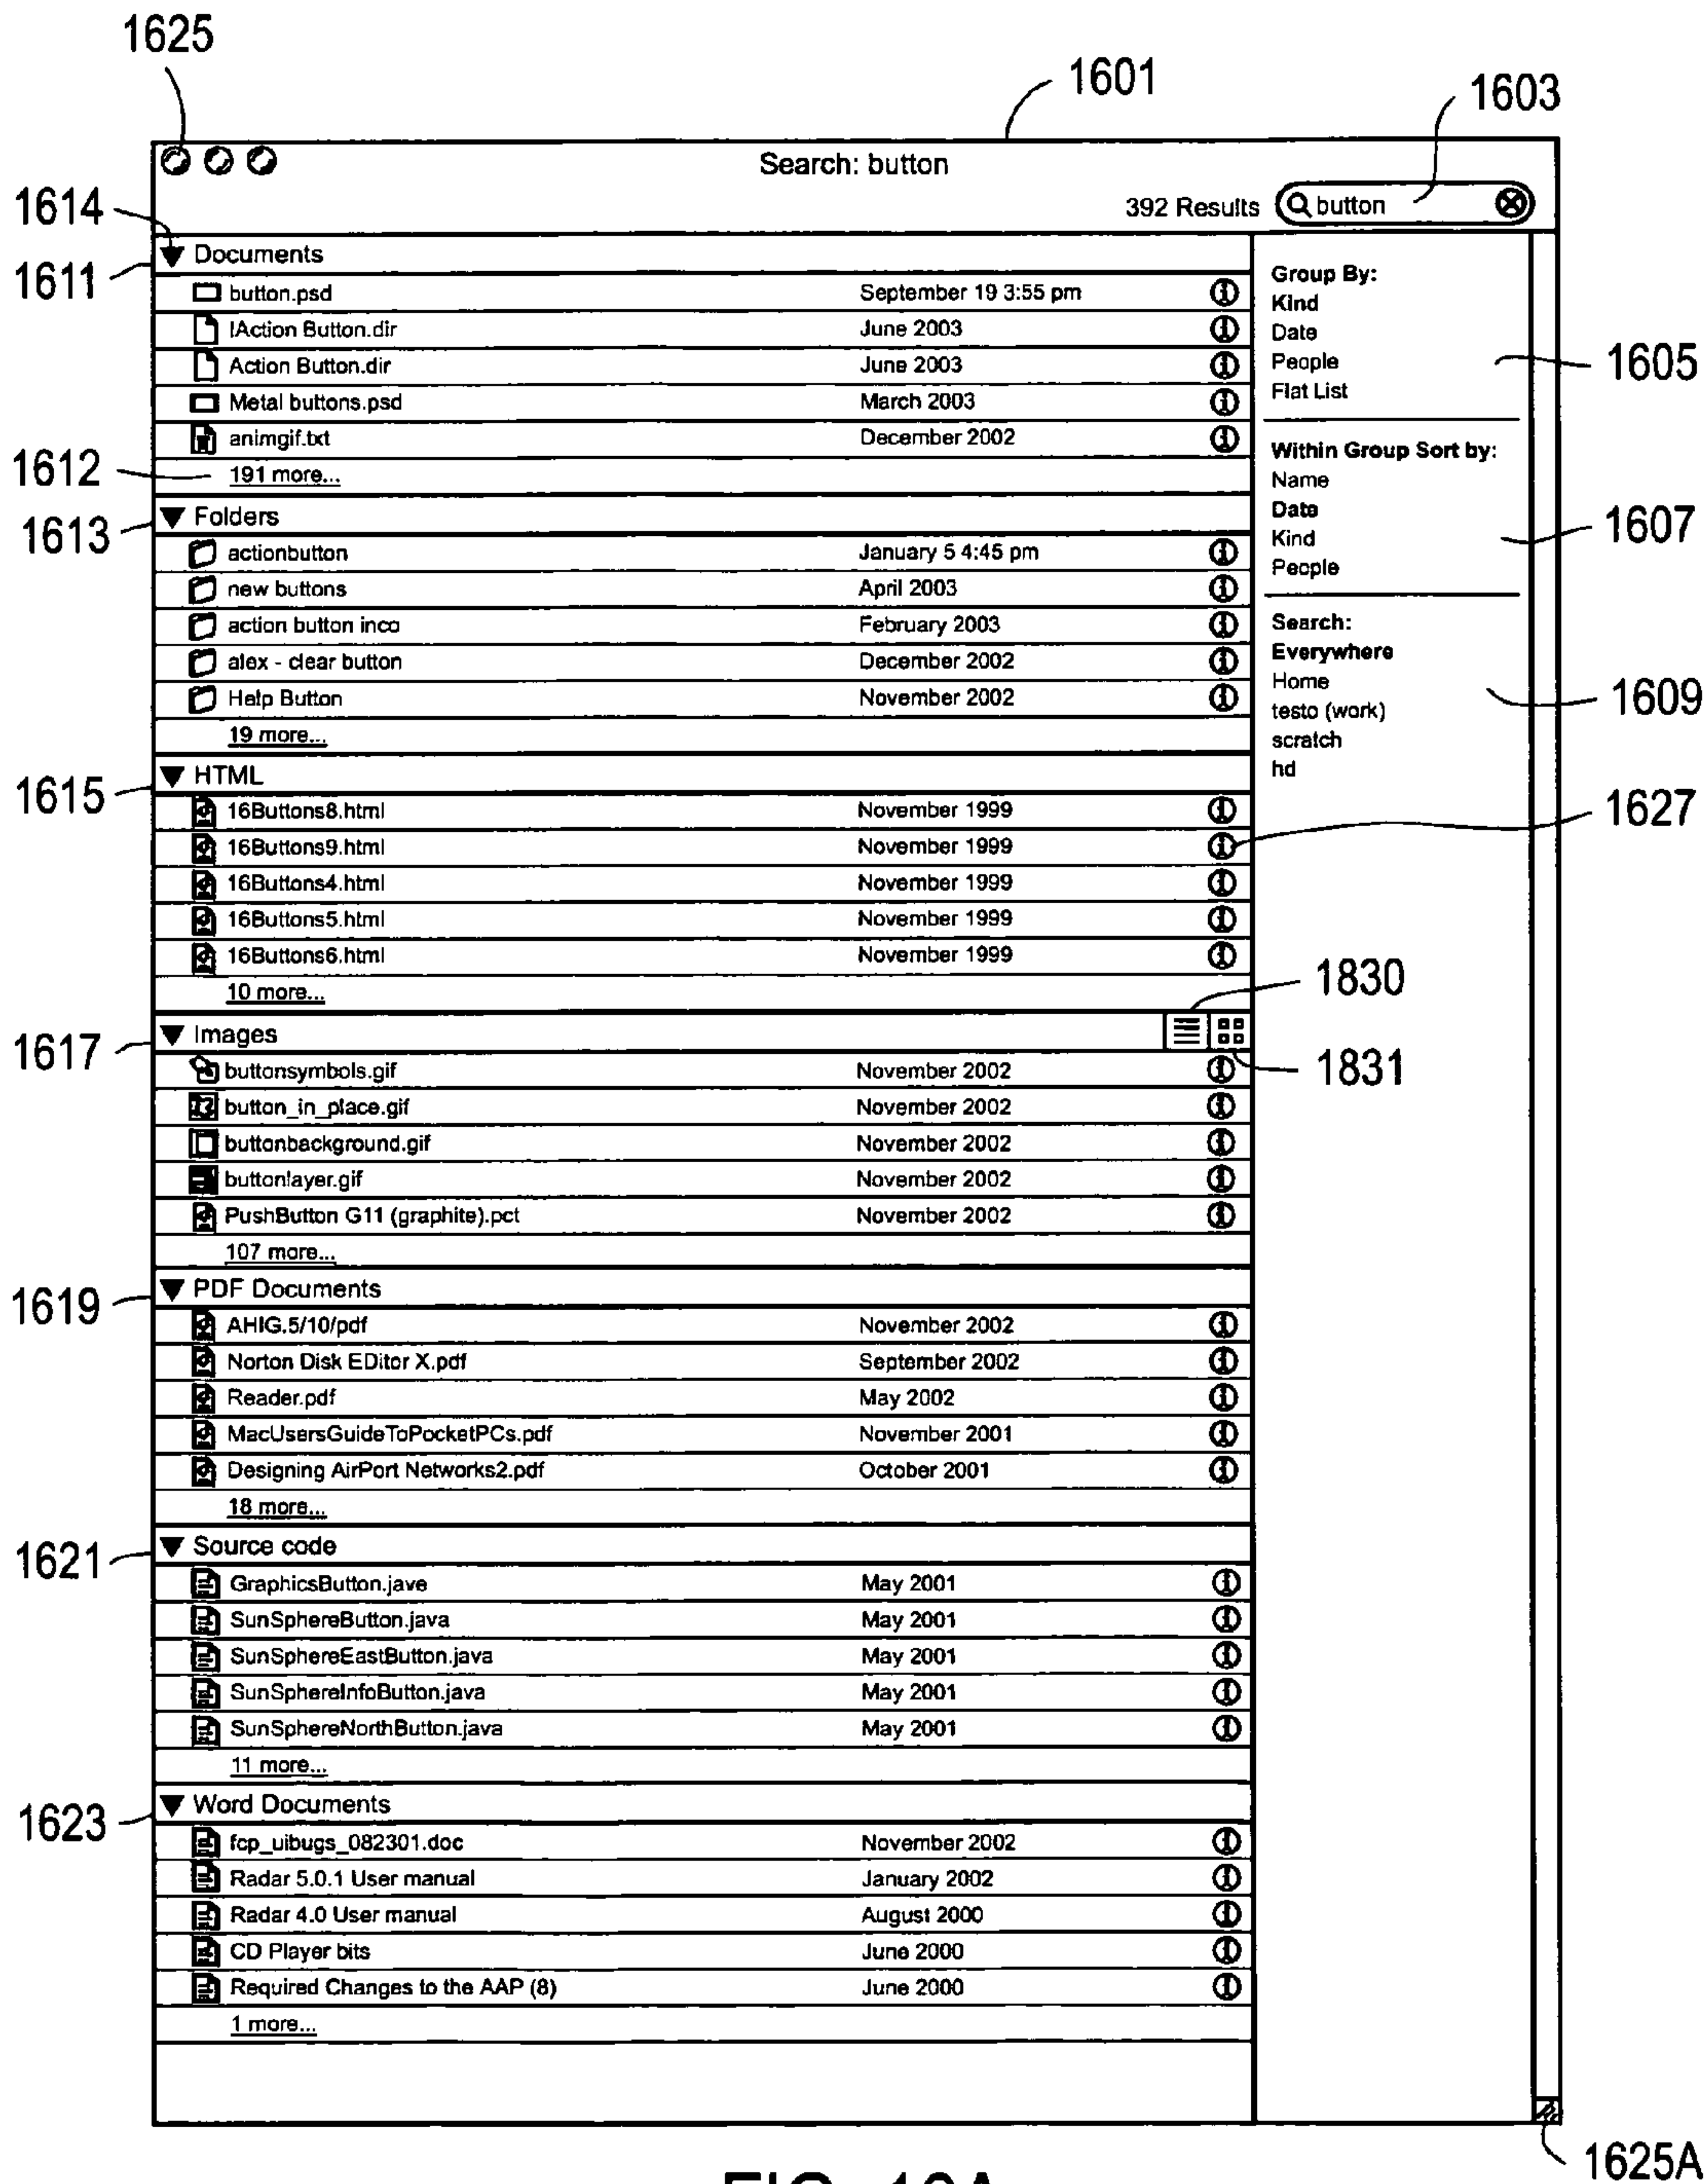 1625
1601
1603
Search: button
1614
392 Results button
Documents
1611
Group By:
button.psd September 19 3:55 pm
Kind
IAction Button.dir June 2003
Date
1605
Action Button.dir June 2003
People
Flat List
Metal buttons.psd March 2003
animgif.txt December 2002
Within Group Sort by:
1612
191 more...
Name
1613
Folders
Date
1607
actionbutton January 5 4:45 pm
Kind
new buttons April 2003
People
action button inco February 2003
Search:
alex - clear button December 2002
Everywhere
Help Button November 2002
Home
1609
testo (work)
19 more...
scratch
HTML
hd
1615
16Buttons8.html November 1999
1627
16Buttons9.html November 1999
16Buttons4.html November 1999
16Buttons5.html November 1999
16Buttons6.html November 1999
1830
10 more...
1617
Images
1831
buttonsymbols.gif November 2002
button_in_place.gif November 2002
buttonbackground.gif November 2002
buttonlayer.gif November 2002
PushButton G11 (graphite).pct November 2002
107 more...
1619
PDF Documents
AHIG.5/10/pdf November 2002
Norton Disk EDitor X.pdf September 2002
Reader.pdf May 2002
MacUsersGuideToPocketPCs.pdf November 2001
Designing AirPort Networks2.pdf October 2001
18 more...
1621
Source code
GraphicsButton.jave May 2001
SunSphereButton.java May 2001
SunSphereEastButton.java May 2001
SunSphereInfoButton.java May 2001
SunSphereNorthButton.java May 2001
11 more...
1623
Word Documents
fcp_uibugs_082301.doc November 2002
Radar 5.0.1 User manual January 2002
Radar 4.0 User manual August 2000
CD Player bits June 2000
Required Changes to the AAP (8) June 2000
1 more...
1625A